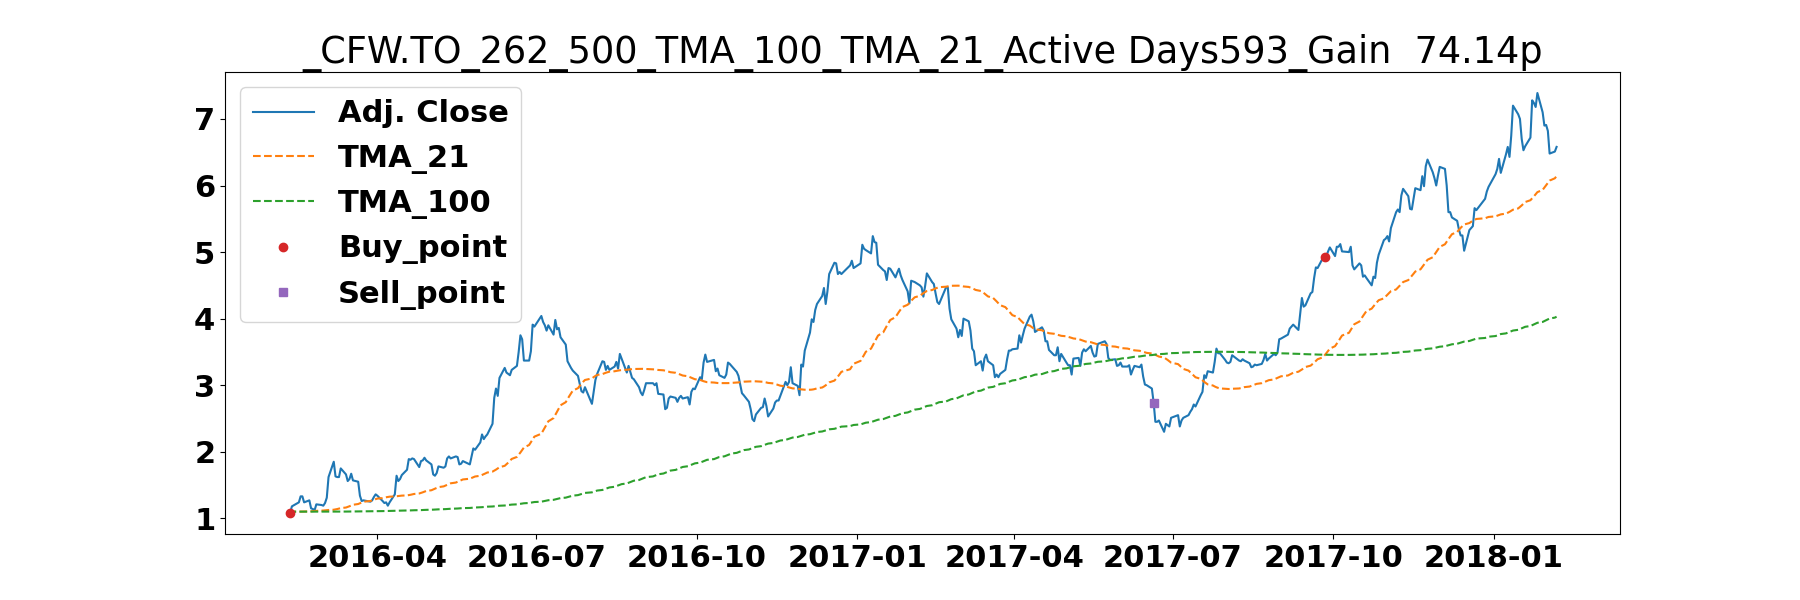 _CFW.TO_262_500_TMA_100_TMA_21_Active Days593_Gain  74.14p
Adj. Close
TMA_21
TMA_100
Buy_point
Sell_point
7
6
5
4
3
2
1
2016-04 2016-07 2016-10 2017-01 2017-04 2017-07 2017-10 2018-01